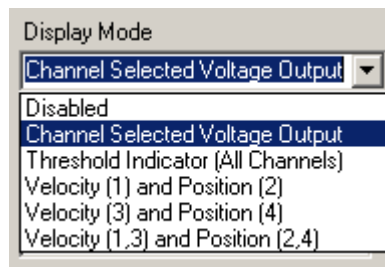 Display Mode
Channel Selected Voltage Output
Disabled
Channel Selected Voltage Output
Threshold Indicator (All Channels)
Velocity (1) and Position (2)
Velocity (3) and Position (4)
Velocity (1,3) and Position (2,4)